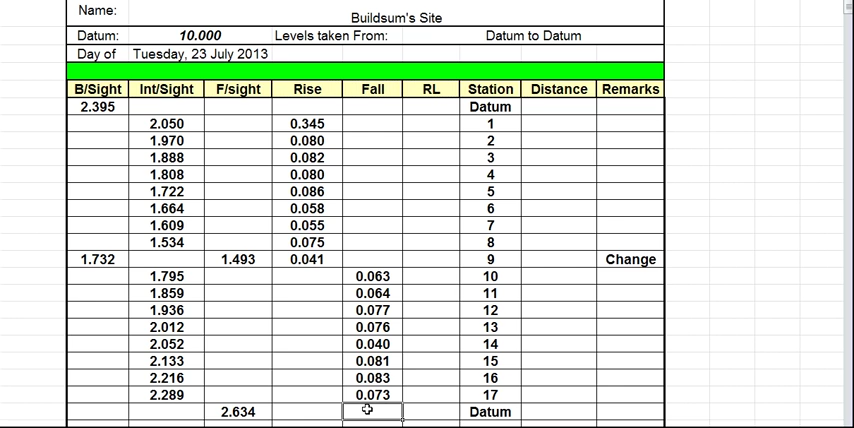 Name: Buildsum's Site
Datum: 10.000 Levels taken From: Datum to Datum
Day of Tuesday, 23 July 2013
B/Sight Int/Sight F/sight Rise Fall RL Station Distance Remarks
2.395 Datum
2.050 0.345 1
1.970 0.080 2
1.888 0.082 3
1.808 0.080 4
1.722 0.086 5
1.664 0.058 6
1.609 0.055 7
1.534 0.075 8
1.732 1.493 0.041 9 Change
1.795 0.063 10
1.859 0.064 11
1.936 0.077 12
2.012 0.076 13
2.052 0.040 14
2.133 0.081 15
2.216 0.083 16
2.289 0.073 17
2.634 Datum